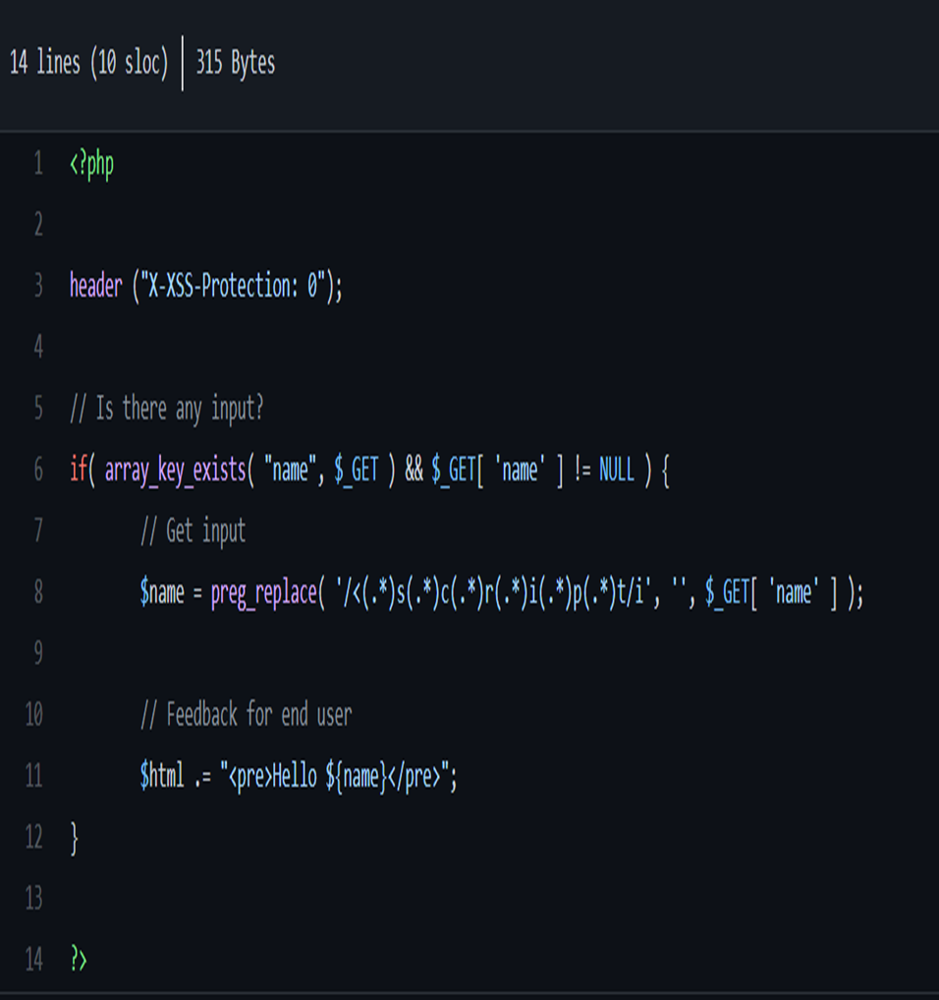 14 lines (10 sloc) | 315 Bytes
1 <?php
2
3 header ("X-XSS-Protection: 0");
4
5 // Is there any input?
6 if( array_key_exists( "name", $_GET ) && $_GET[ 'name' ] != NULL ) {
7 // Get input
8 $name = preg_replace( '/<(.*)s(.*)c(.*)r(.*)i(.*)p(.*)t/i', '', $_GET[ 'name' ] );
9
10 // Feedback for end user
11 $html .= "<pre>Hello ${name}</pre>";
12 }
13
14 ?>